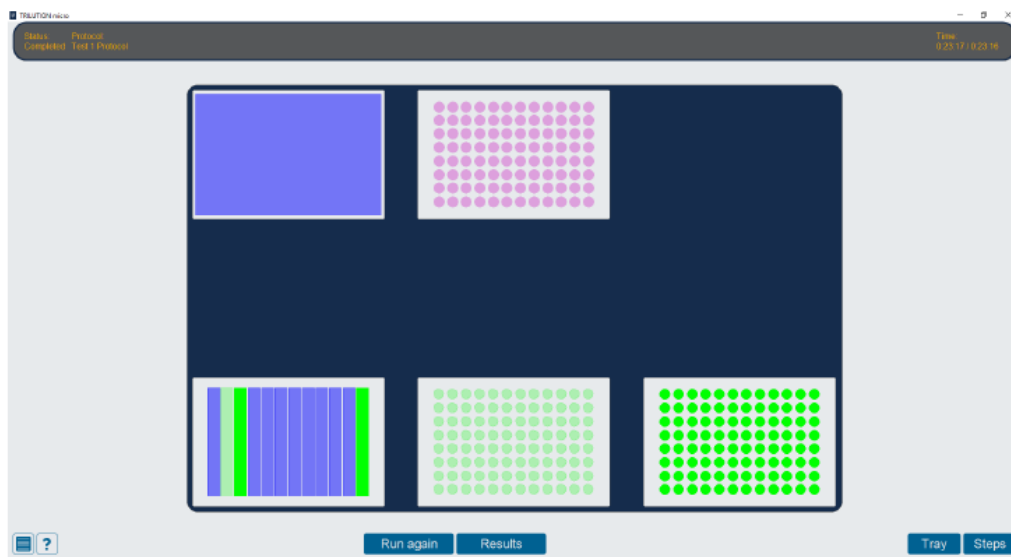 TRILUTION micro
Status: Protocol: Time:
Completed Test 1 Protocol 0:23:17 / 0:23:16
? Run again Results Tray Steps